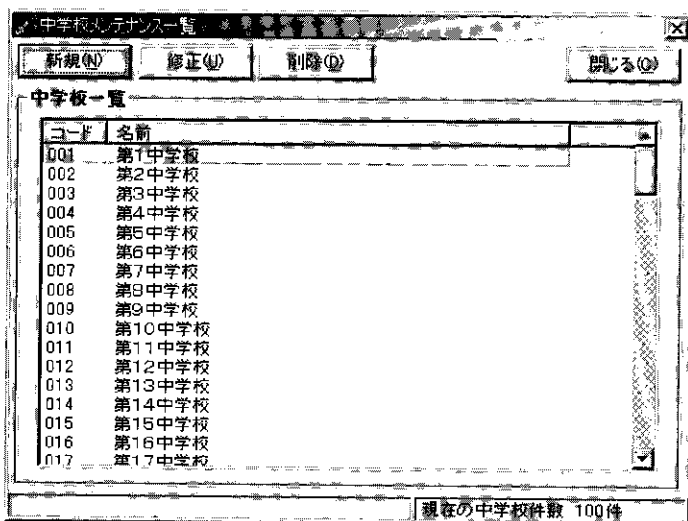 中学校メンテナンス一覧
新規(N) 修正(U) 削除(D) 閉じる(C)
中学校一覧
コード 名前
001 第1中学校
002 第2中学校
003 第3中学校
004 第4中学校
005 第5中学校
006 第6中学校
007 第7中学校
008 第8中学校
009 第9中学校
010 第10中学校
011 第11中学校
012 第12中学校
013 第13中学校
014 第14中学校
015 第15中学校
016 第16中学校
017 第17中学校
現在の中学校件数 100件